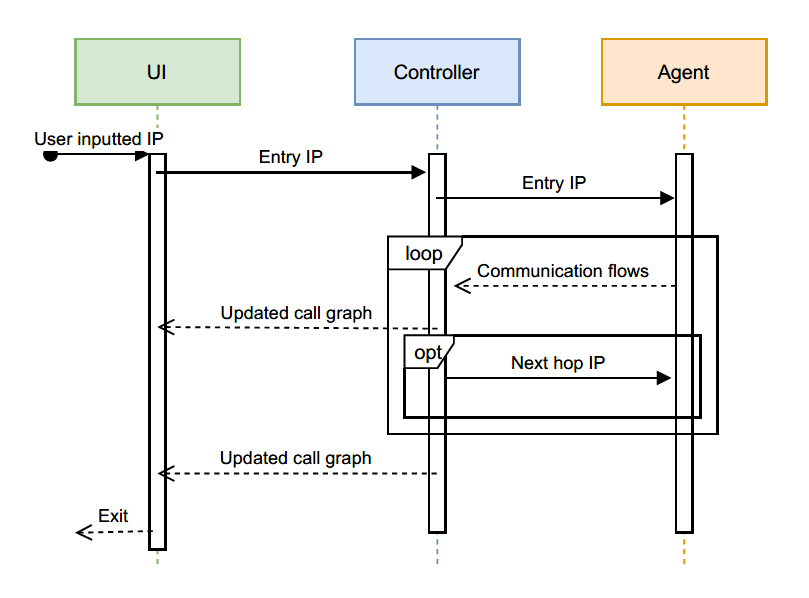 UI
Controller
Agent
User inputted IP
Entry IP
Entry IP
loop
Communication flows
Updated call graph
opt
Next hop IP
Updated call graph
Exit